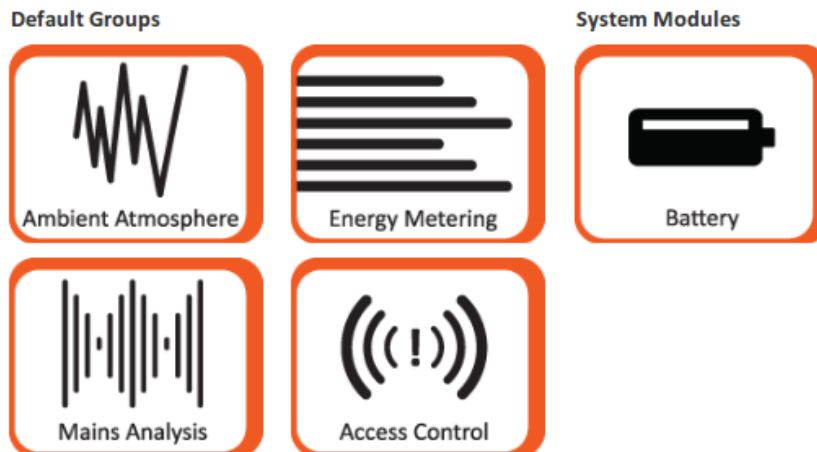 Default Groups
System Modules
Ambient Atmosphere
Energy Metering
Battery
Mains Analysis
!
Access Control